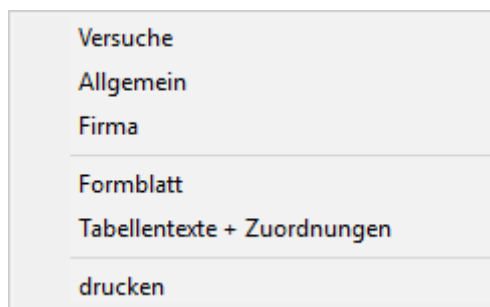 Versuche
Allgemein
Firma
Formblatt
Tabellentexte + Zuordnungen
drucken